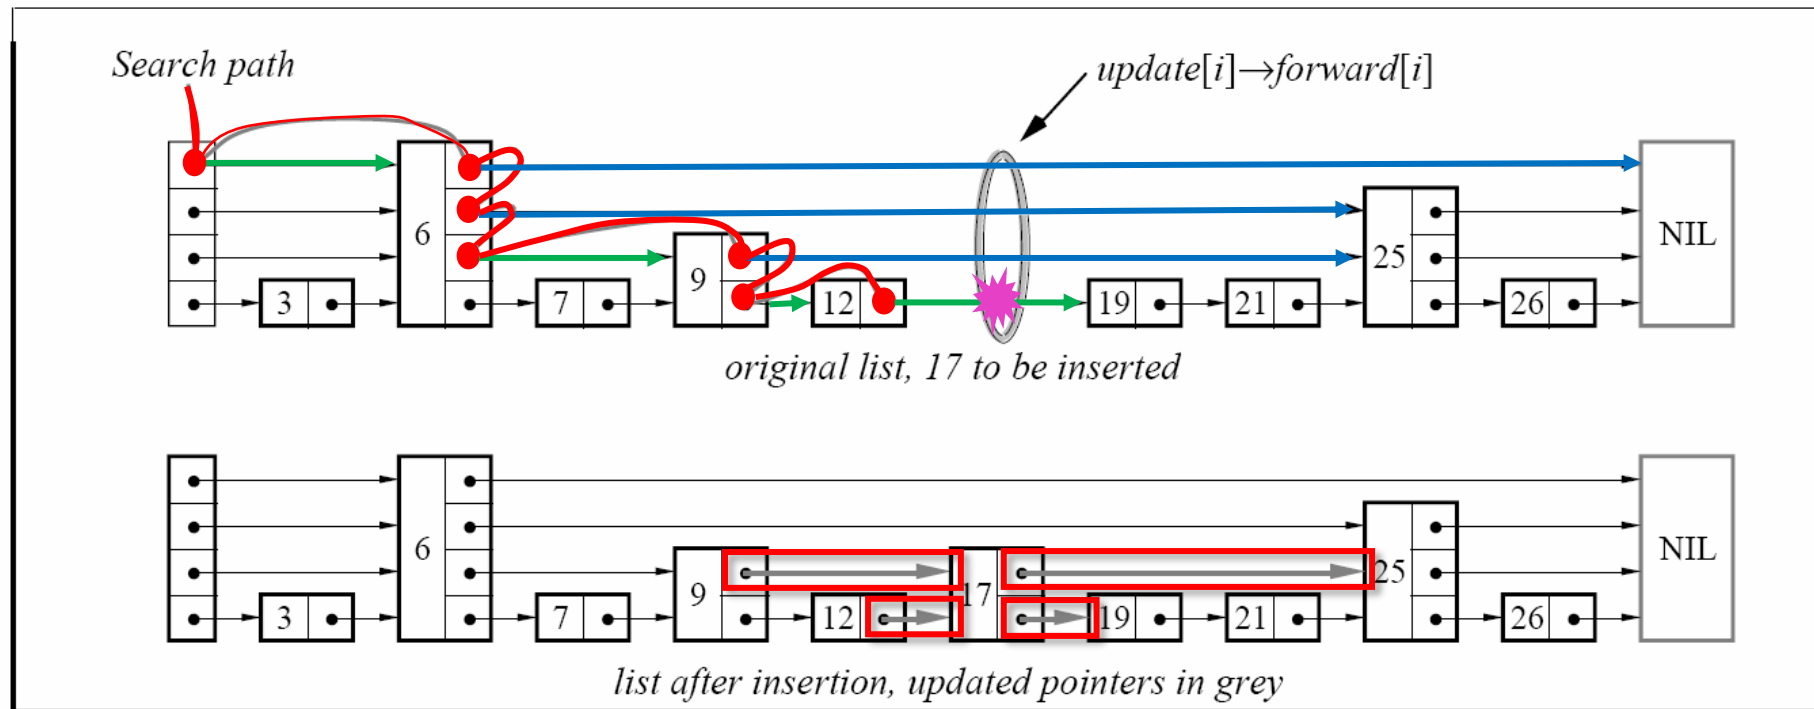 Search path
update[i]→forward[i]
6 9 25 NIL
3 7 12 19 21 26
original list, 17 to be inserted
6 9 17 25 NIL
3 7 12 19 21 26
list after insertion, updated pointers in grey